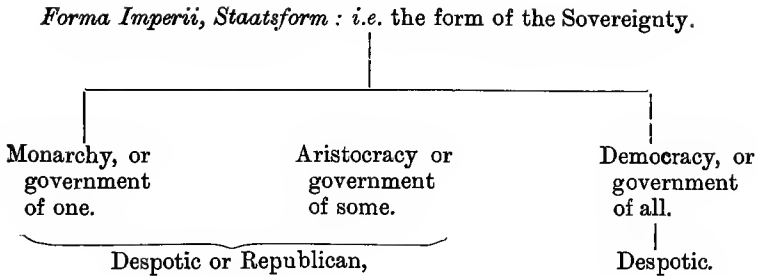 Forma Imperii, Staatsform : i.e. the form of the Sovereignty.
Monarchy, or
government
of one.
Aristocracy or
government
of some.
Democracy, or
government
of all.
Despotic or Republican,
Despotic.